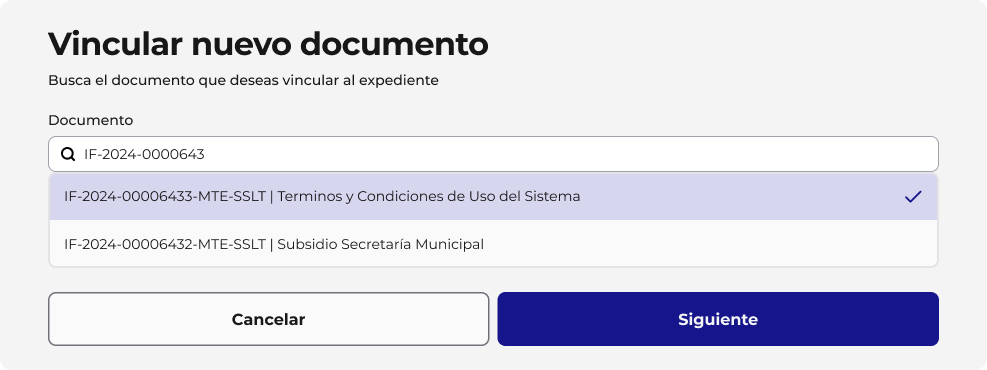 Vincular nuevo documento
Busca el documento que deseas vincular al expediente
Documento
IF-2024-0000643
IF-2024-00006433-MTE-SSLT | Terminos y Condiciones de Uso del Sistema
IF-2024-00006432-MTE-SSLT | Subsidio Secretaría Municipal
Cancelar
Siguiente